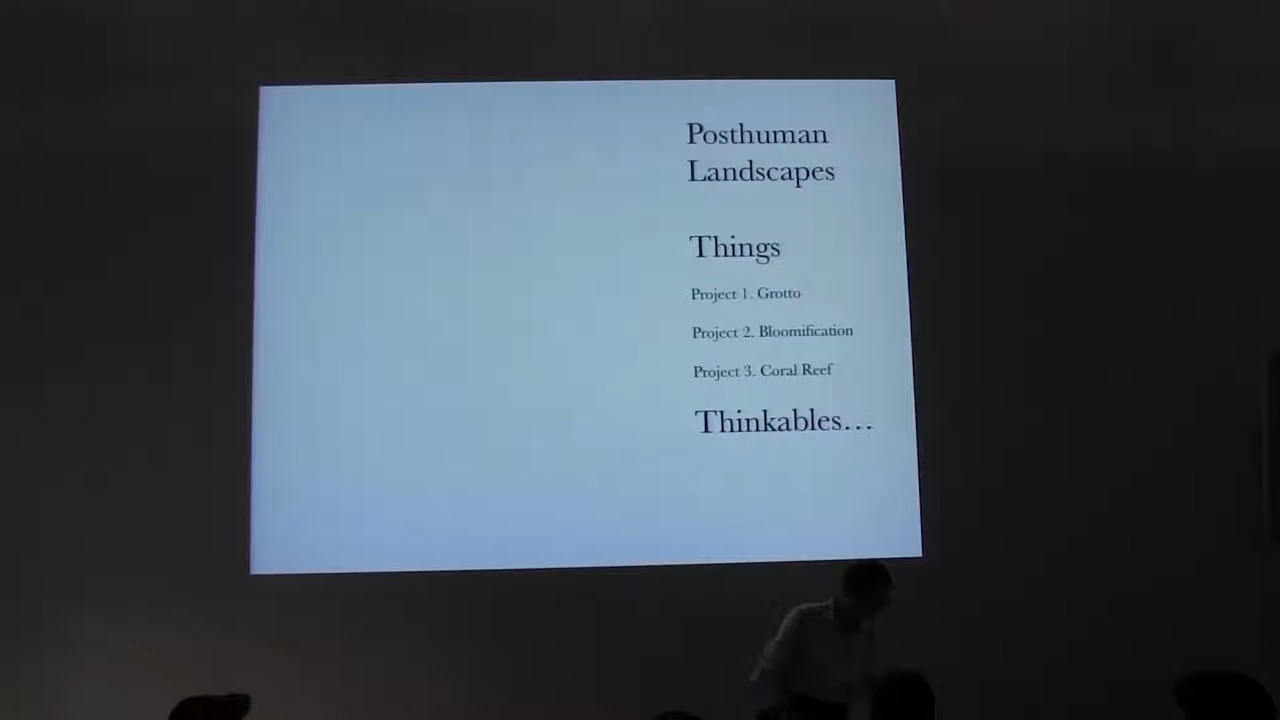 Posthuman
Landscapes
Things
Project 1. Grotto
Project 2. Bloomification
Project 3. Coral Reef
Thinkables…